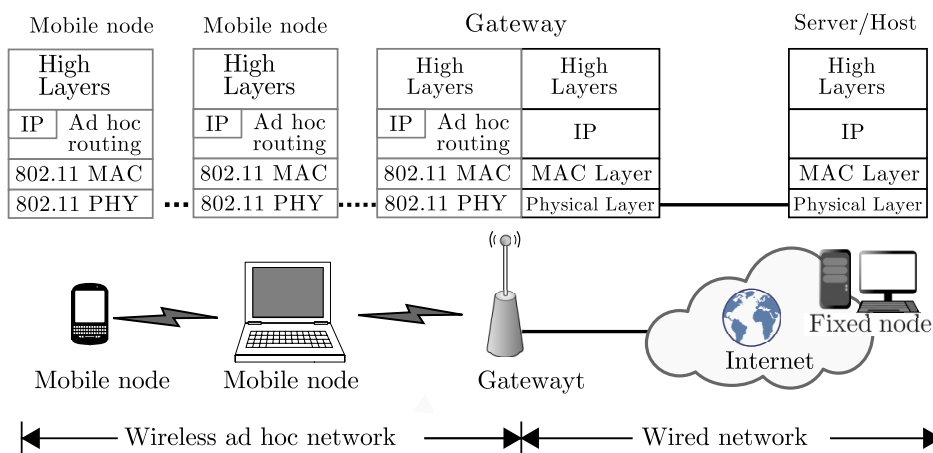 Mobile node
Mobile node
Gateway
Server/Host
High
Layers
High
Layers
High
Layers
High
Layers
High
Layers
IP
Ad hoc
routing
IP
Ad hoc
routing
IP
Ad hoc
routing
IP
IP
802.11 MAC
802.11 MAC
802.11 MAC
MAC Layer
MAC Layer
802.11 PHY
802.11 PHY
802.11 PHY
Physical Layer
Physical Layer
Fixed node
Internet
Mobile node
Mobile node
Gatewayt
Wireless ad hoc network
Wired network